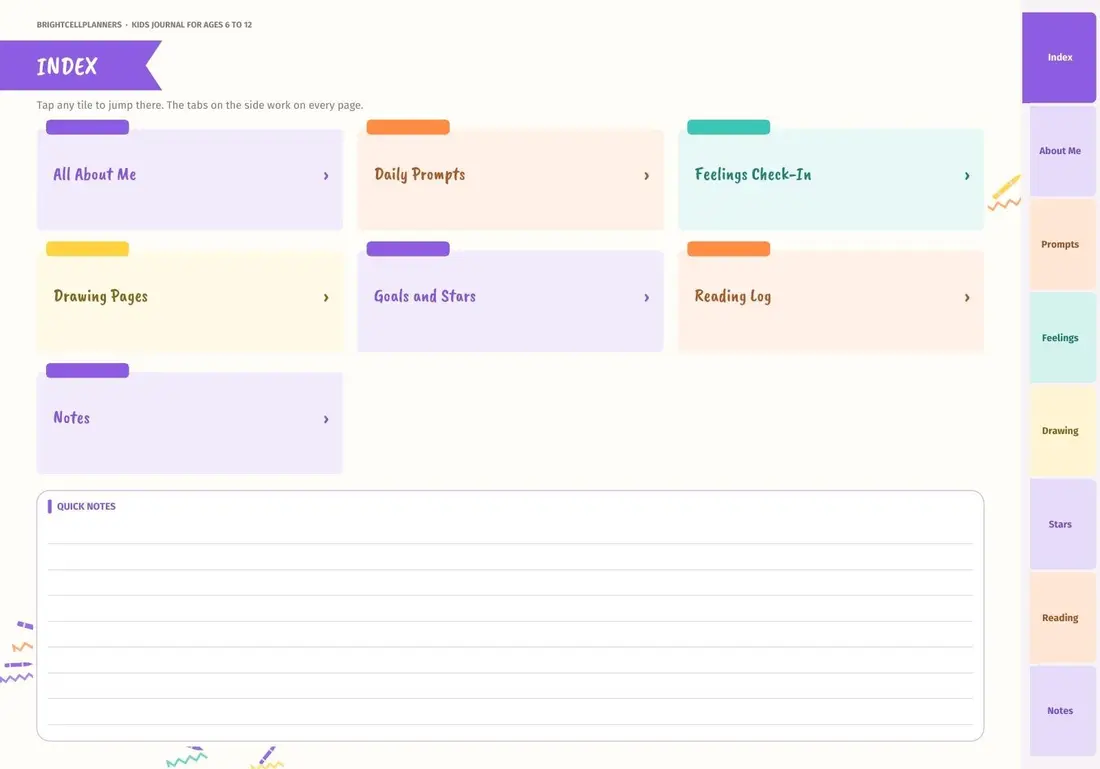 BRIGHTCELLPLANNERS · KIDS JOURNAL FOR AGES 6 TO 12
INDEX
Tap any tile to jump there. The tabs on the side work on every page.
All About Me ›
Daily Prompts ›
Feelings Check-In ›
Drawing Pages ›
Goals and Stars ›
Reading Log ›
Notes ›
QUICK NOTES
Index
About Me
Prompts
Feelings
Drawing
Stars
Reading
Notes